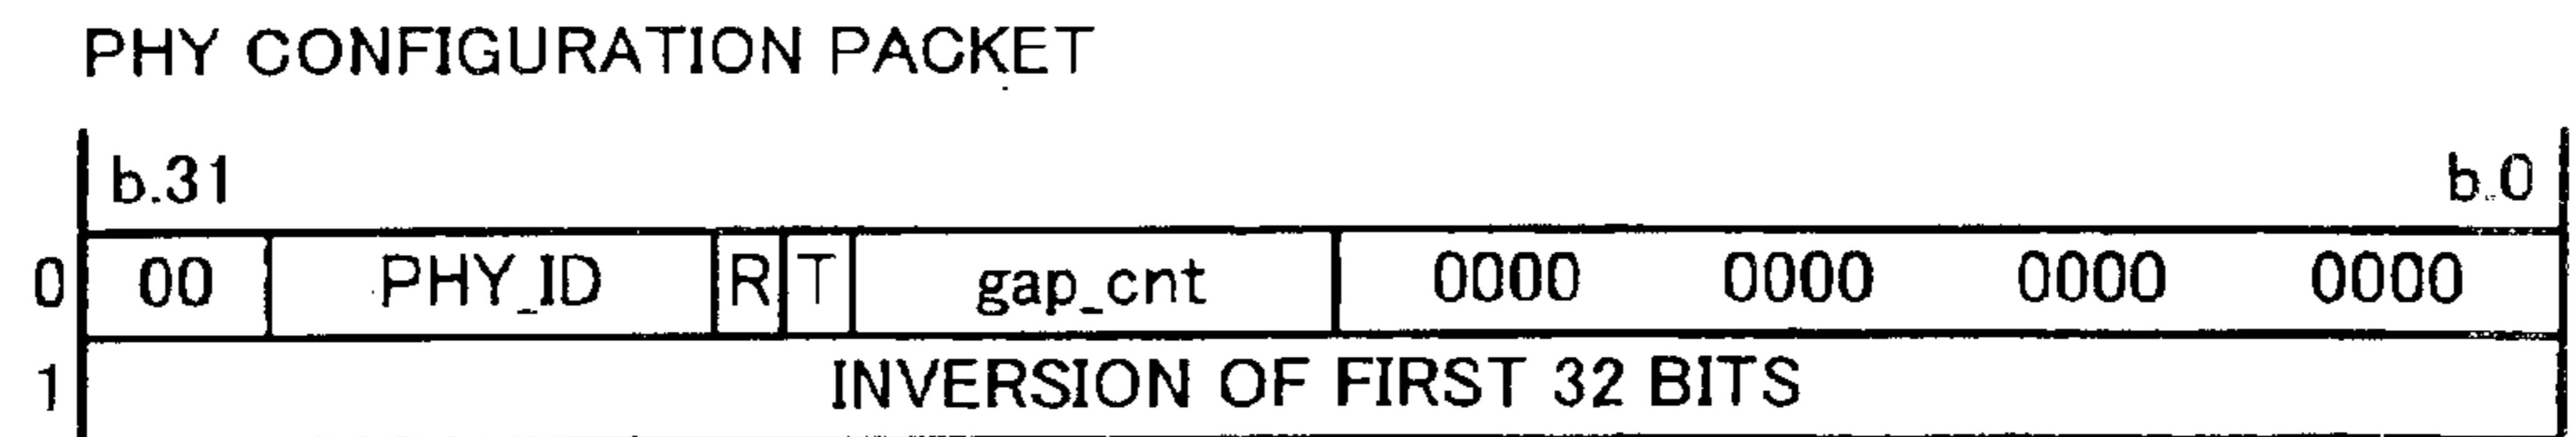 PHY CONFIGURATION PACKET
b.31 b.0
0 00 PHY_ID R T gap_cnt 0000 0000 0000 0000
1 INVERSION OF FIRST 32 BITS